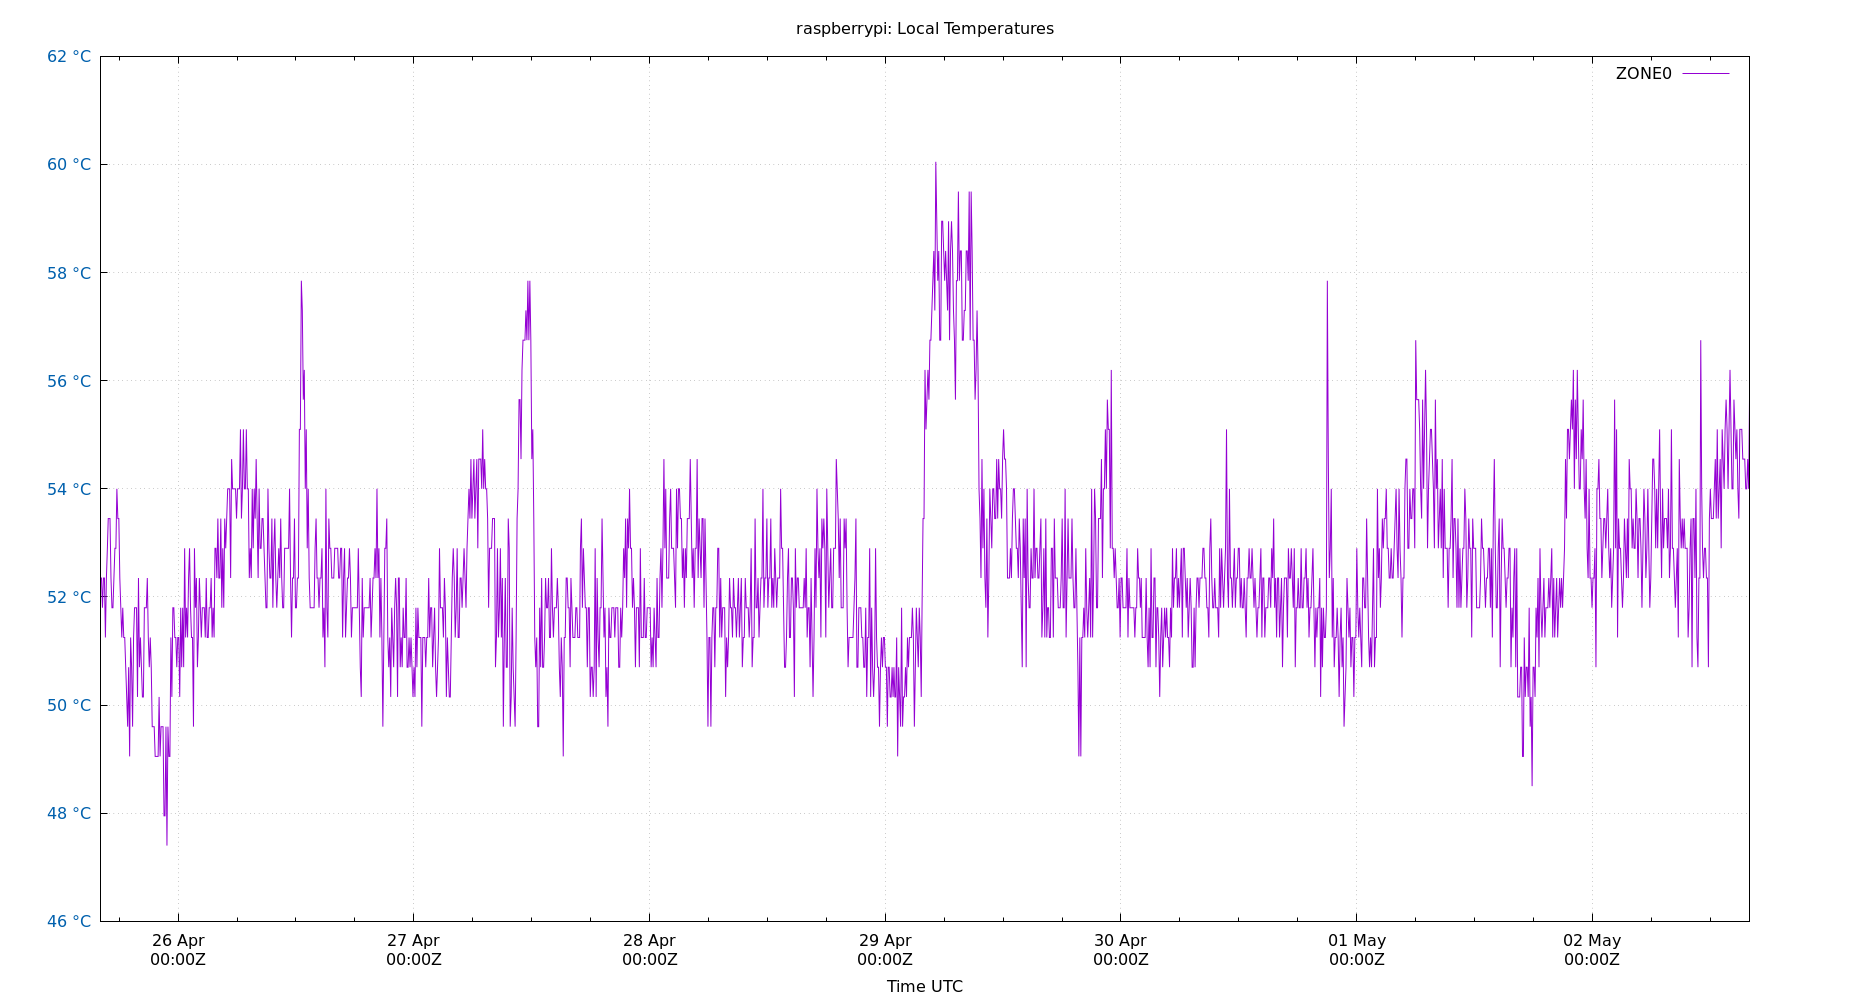 raspberrypi: Local Temperatures
62 °C
ZONE0
60 °C
58 °C
56 °C
54 °C
52 °C
50 °C
48 °C
46 °C
26 Apr 27 Apr 28 Apr 29 Apr 30 Apr 01 May 02 May
00:00Z 00:00Z 00:00Z 00:00Z 00:00Z 00:00Z 00:00Z
Time UTC